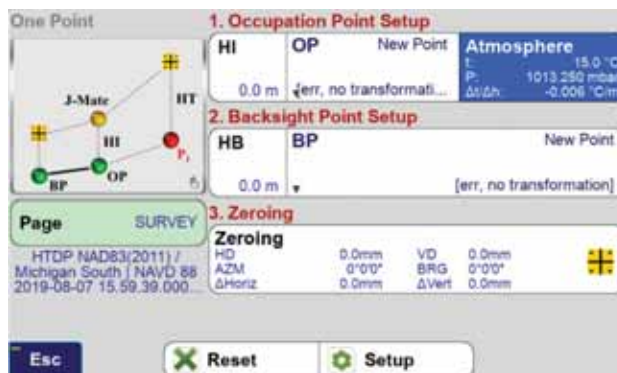 One Point
J-Mate
HT
HI
P₁
OP
BP
Page SURVEY
HTDP NAD83(2011) /
Michigan South | NAVD 88
2019-08-07 15.59.39.000...
1. Occupation Point Setup
HI OP New Point
0.0 m [err, no transformati...
Atmosphere
t: 15.0 °C
P: 1013.250 mbar
Δt/Δh: -0.006 °C/m
2. Backsight Point Setup
HB BP New Point
0.0 m [err, no transformation]
3. Zeroing
Zeroing
HD 0.0mm VD 0.0mm
AZM 0°0'0" BRG 0°0'0"
ΔHoriz 0.0mm ΔVert 0.0mm
Esc Reset Setup